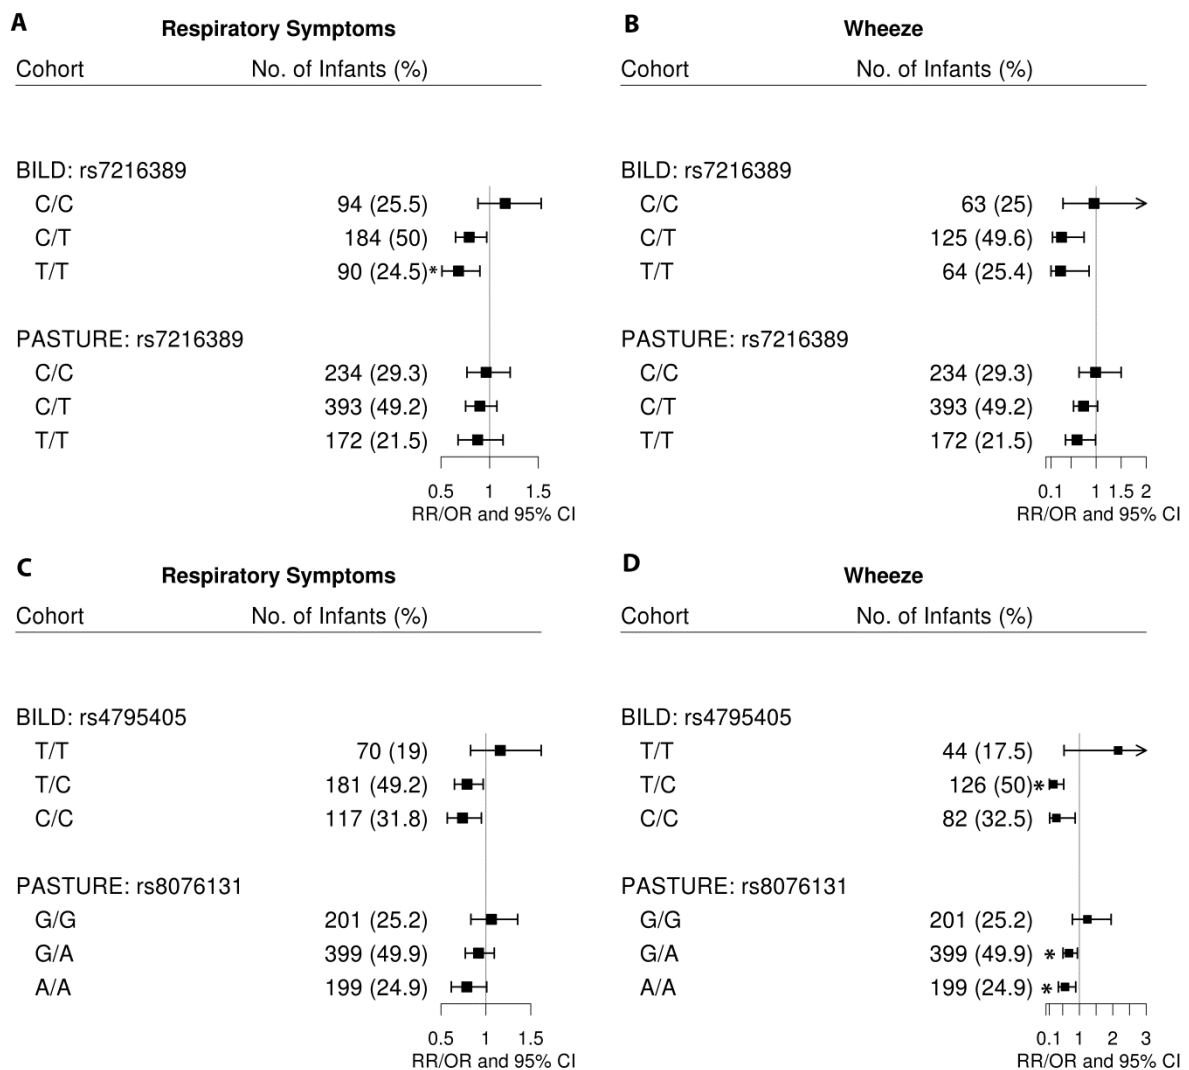 A
Respiratory Symptoms
Cohort No. of Infants (%)
BILD: rs7216389
C/C 94 (25.5)
C/T 184 (50)
T/T 90 (24.5)*
PASTURE: rs7216389
C/C 234 (29.3)
C/T 393 (49.2)
T/T 172 (21.5)
0.5 1 1.5
RR/OR and 95% CI
B
Wheeze
Cohort No. of Infants (%)
BILD: rs7216389
C/C 63 (25)
C/T 125 (49.6)
T/T 64 (25.4)
PASTURE: rs7216389
C/C 234 (29.3)
C/T 393 (49.2)
T/T 172 (21.5)
0.1 1 1.5 2
RR/OR and 95% CI
C
Respiratory Symptoms
Cohort No. of Infants (%)
BILD: rs4795405
T/T 70 (19)
T/C 181 (49.2)
C/C 117 (31.8)
PASTURE: rs8076131
G/G 201 (25.2)
G/A 399 (49.9)
A/A 199 (24.9)
0.5 1 1.5
RR/OR and 95% CI
D
Wheeze
Cohort No. of Infants (%)
BILD: rs4795405
T/T 44 (17.5)
T/C 126 (50)*
C/C 82 (32.5)
PASTURE: rs8076131
G/G 201 (25.2)
G/A 399 (49.9) *
A/A 199 (24.9) *
0.1 1 2 3
RR/OR and 95% CI